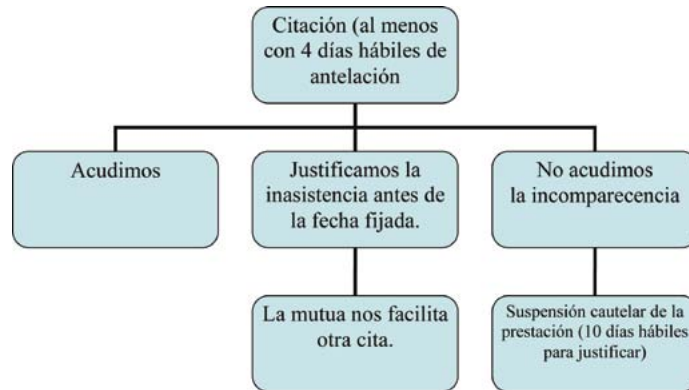 Citación (al menos
con 4 días hábiles de
antelación
Acudimos
Justificamos la
inasistencia antes de
la fecha fijada.
No acudimos
la incomparecencia
La mutua nos facilita
otra cita.
Suspensión cautelar de la
prestación (10 días hábiles
para justificar)